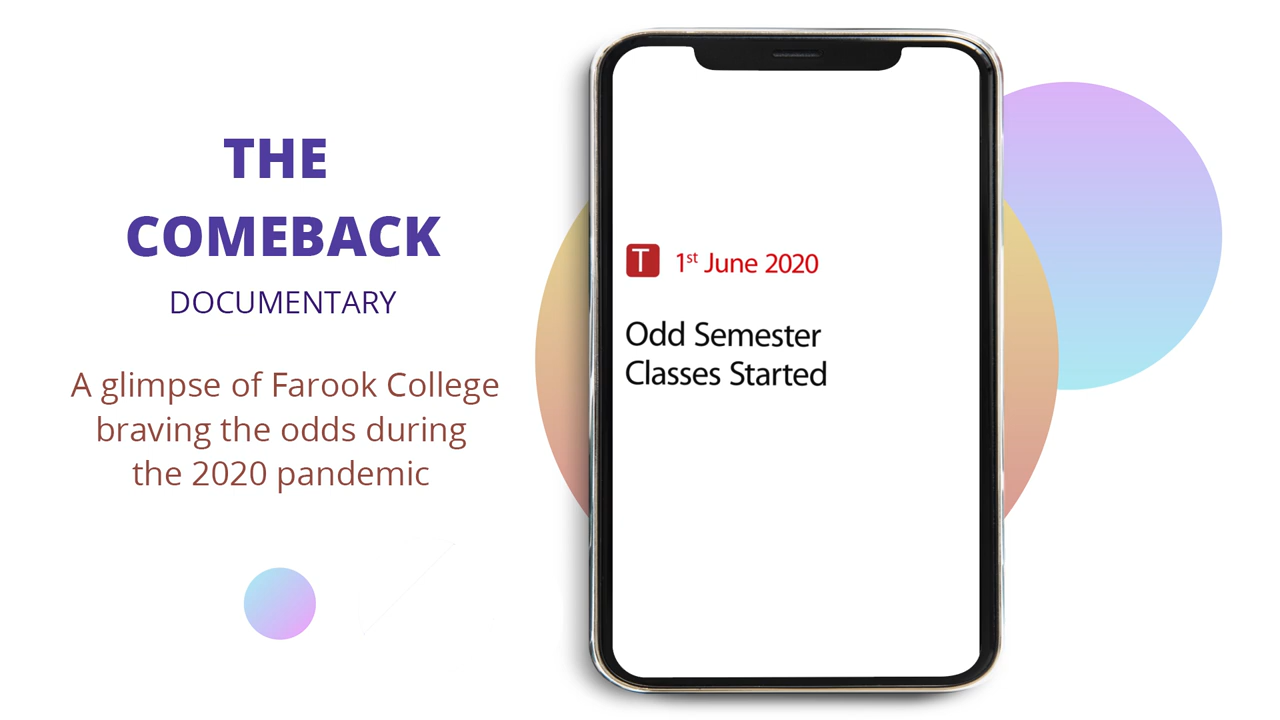 THE
COMEBACK
DOCUMENTARY
A glimpse of Farook College
braving the odds during
the 2020 pandemic
T 1st June 2020
Odd Semester
Classes Started